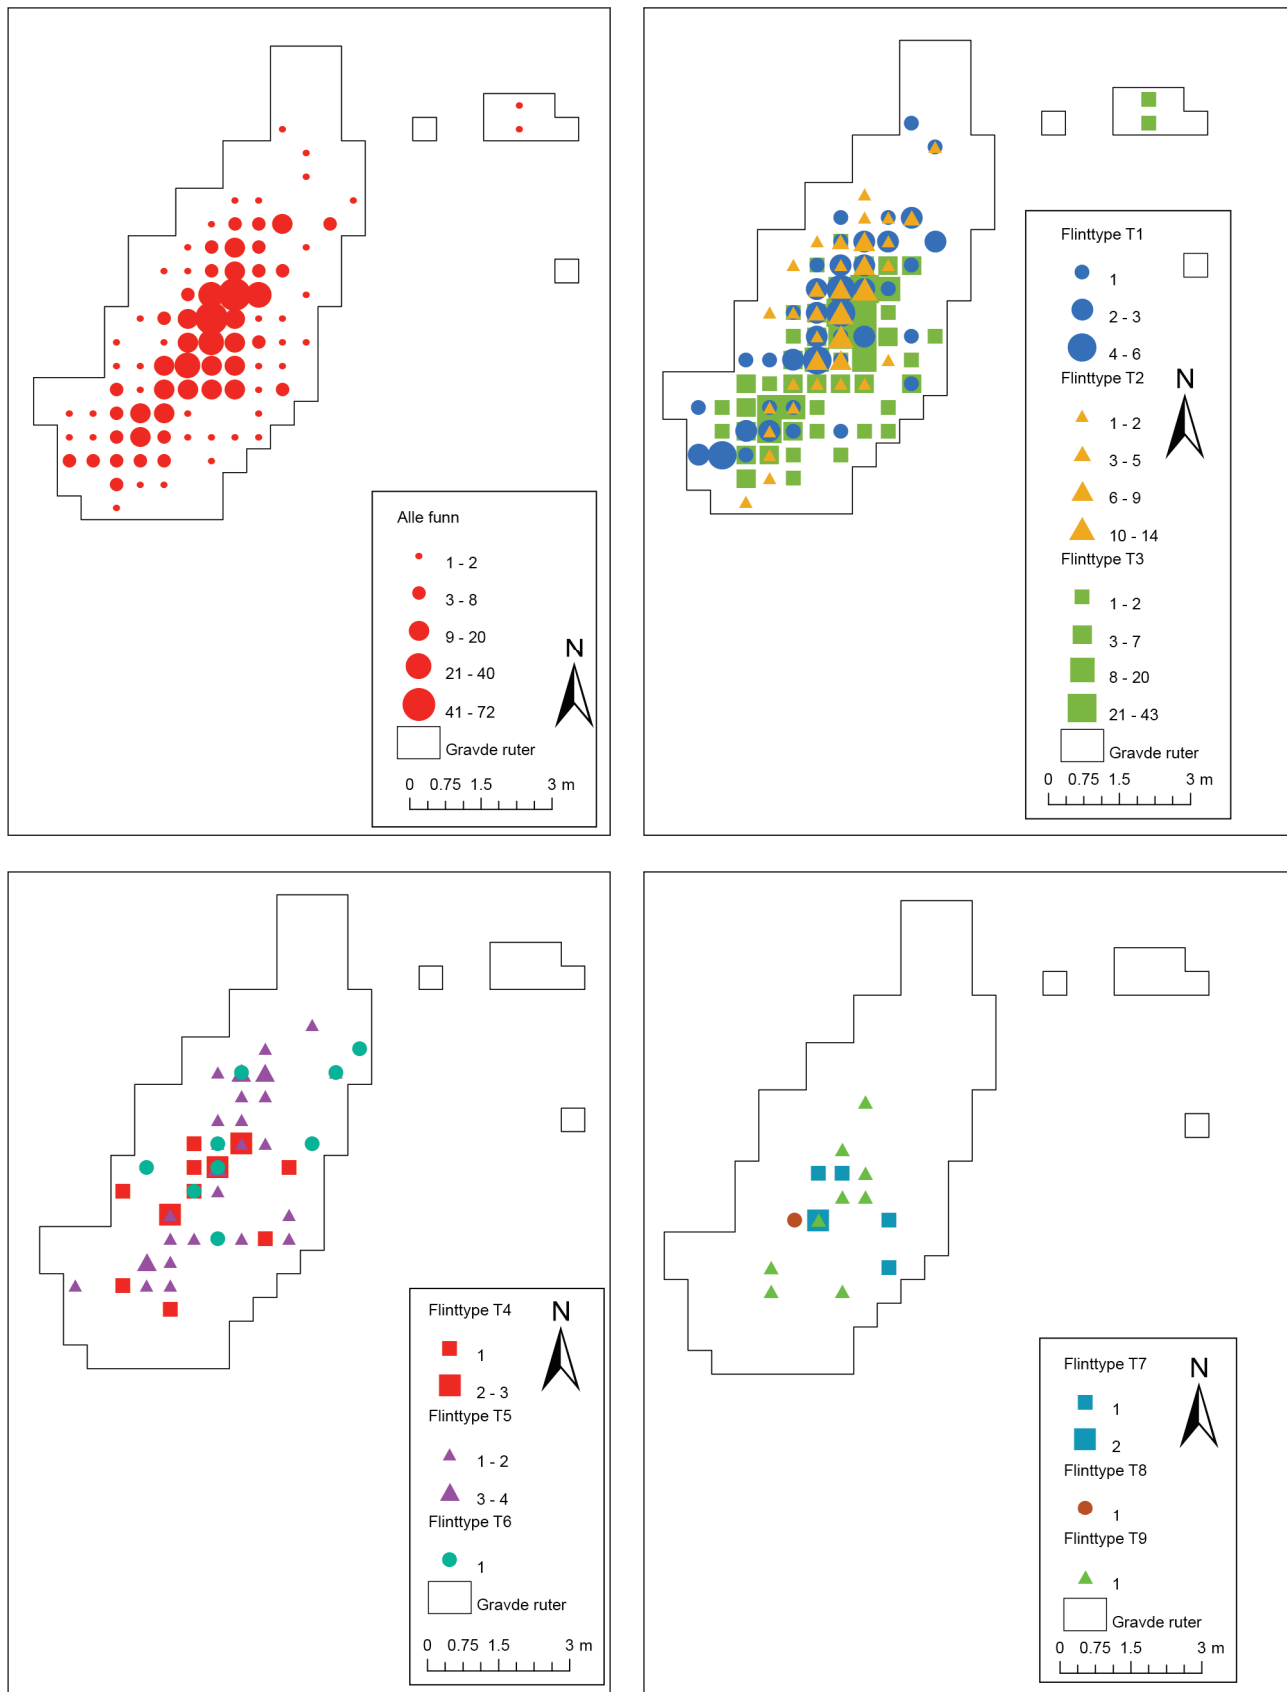 Alle funn
1 - 2
3 - 8
9 - 20
21 - 40
41 - 72
Gravde ruter
N
0 0.75 1.5 3 m
Flinttype T1
1
2 - 3
4 - 6
Flinttype T2
1 - 2
3 - 5
6 - 9
10 - 14
Flinttype T3
1 - 2
3 - 7
8 - 20
21 - 43
Gravde ruter
N
0 0.75 1.5 3 m
Flinttype T4
1
2 - 3
Flinttype T5
1 - 2
3 - 4
Flinttype T6
1
Gravde ruter
N
0 0.75 1.5 3 m
Flinttype T7
1
2
Flinttype T8
1
Flinttype T9
1
Gravde ruter
N
0 0.75 1.5 3 m